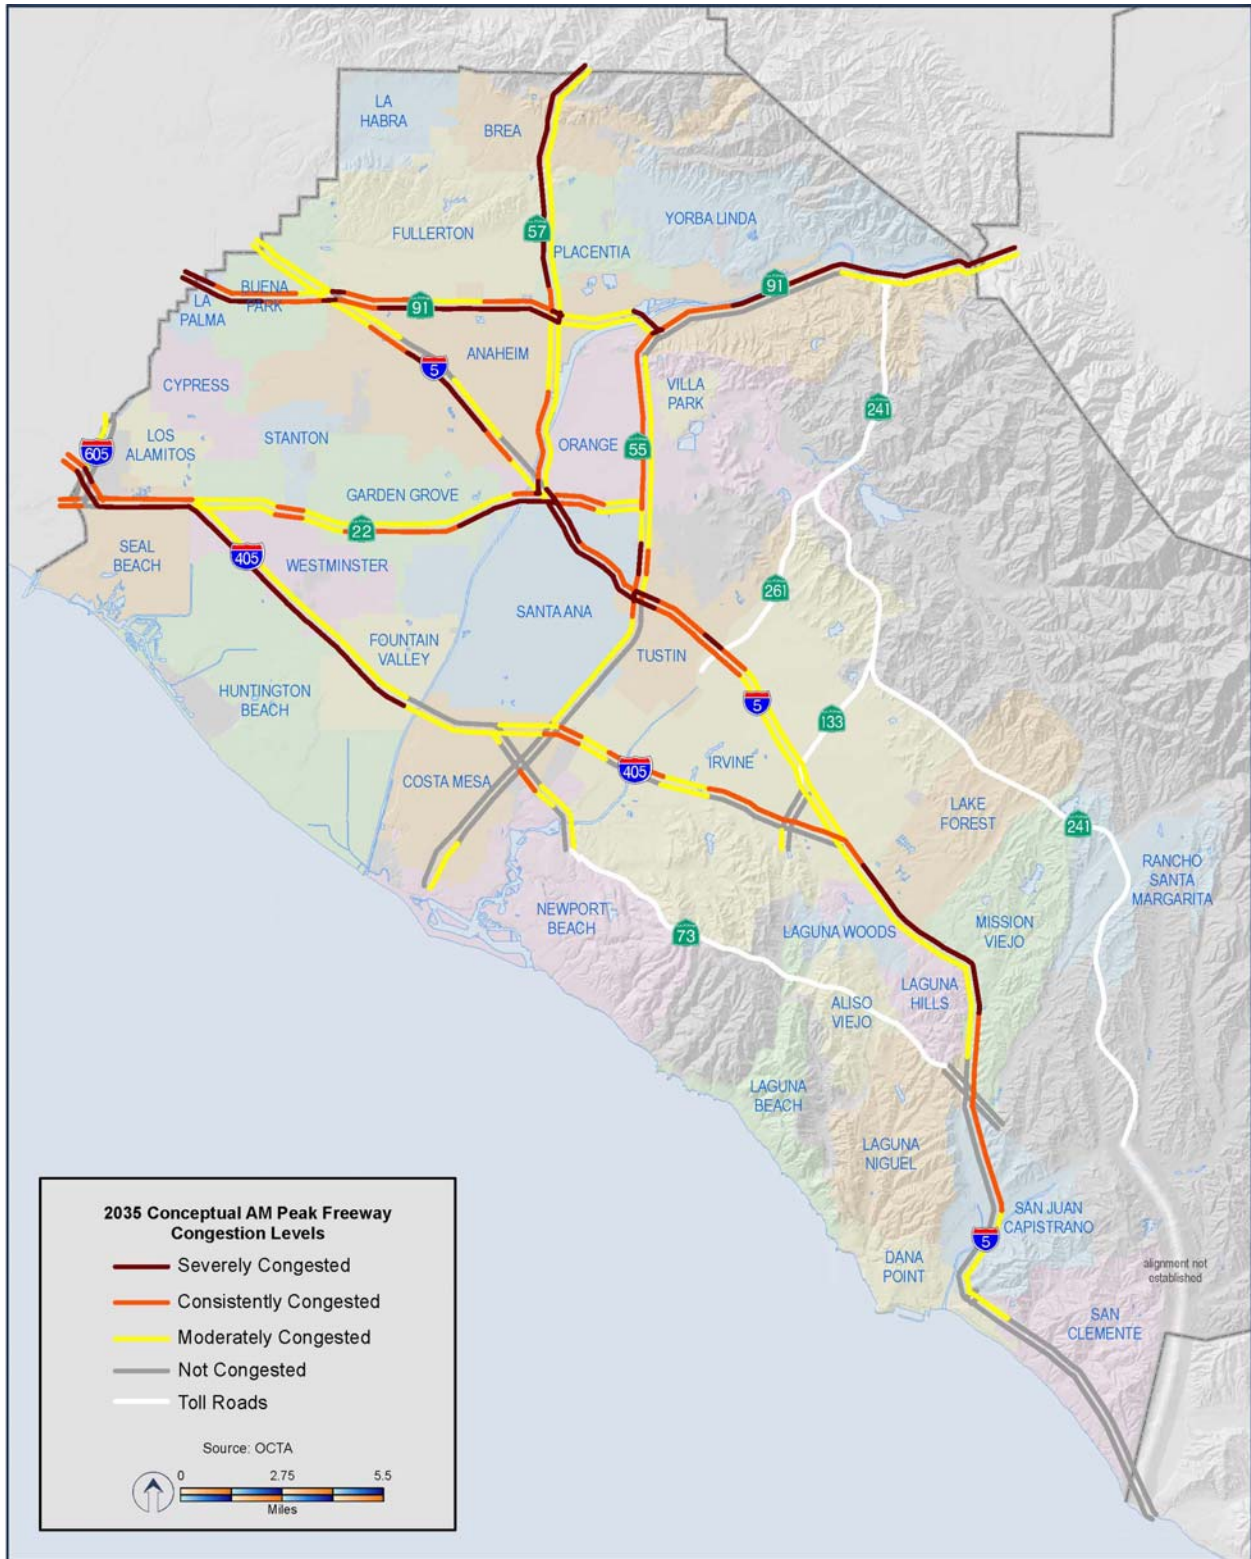 LA
HABRA
BREA
57
FULLERTON
PLACENTIA
YORBA LINDA
BUENA
PARK
LA
PALMA
91
91
ANAHEIM
5
CYPRESS
VILLA
PARK
241
LOS
ALAMITOS
STANTON
ORANGE
55
605
GARDEN GROVE
22
SEAL
BEACH
405
WESTMINSTER
261
SANTA ANA
FOUNTAIN
VALLEY
TUSTIN
HUNTINGTON
BEACH
5
133
405
IRVINE
COSTA MESA
LAKE
FOREST
241
RANCHO
SANTA
MARGARITA
NEWPORT
BEACH
73
LAGUNA WOODS
MISSION
VIEJO
LAGUNA
HILLS
ALISO
VIEJO
LAGUNA
BEACH
LAGUNA
NIGUEL
SAN JUAN
CAPISTRANO
5
DANA
POINT
alignment not
established
SAN
CLEMENTE
2035 Conceptual AM Peak Freeway
Congestion Levels
Severely Congested
Consistently Congested
Moderately Congested
Not Congested
Toll Roads
Source: OCTA
0 2.75 5.5
Miles